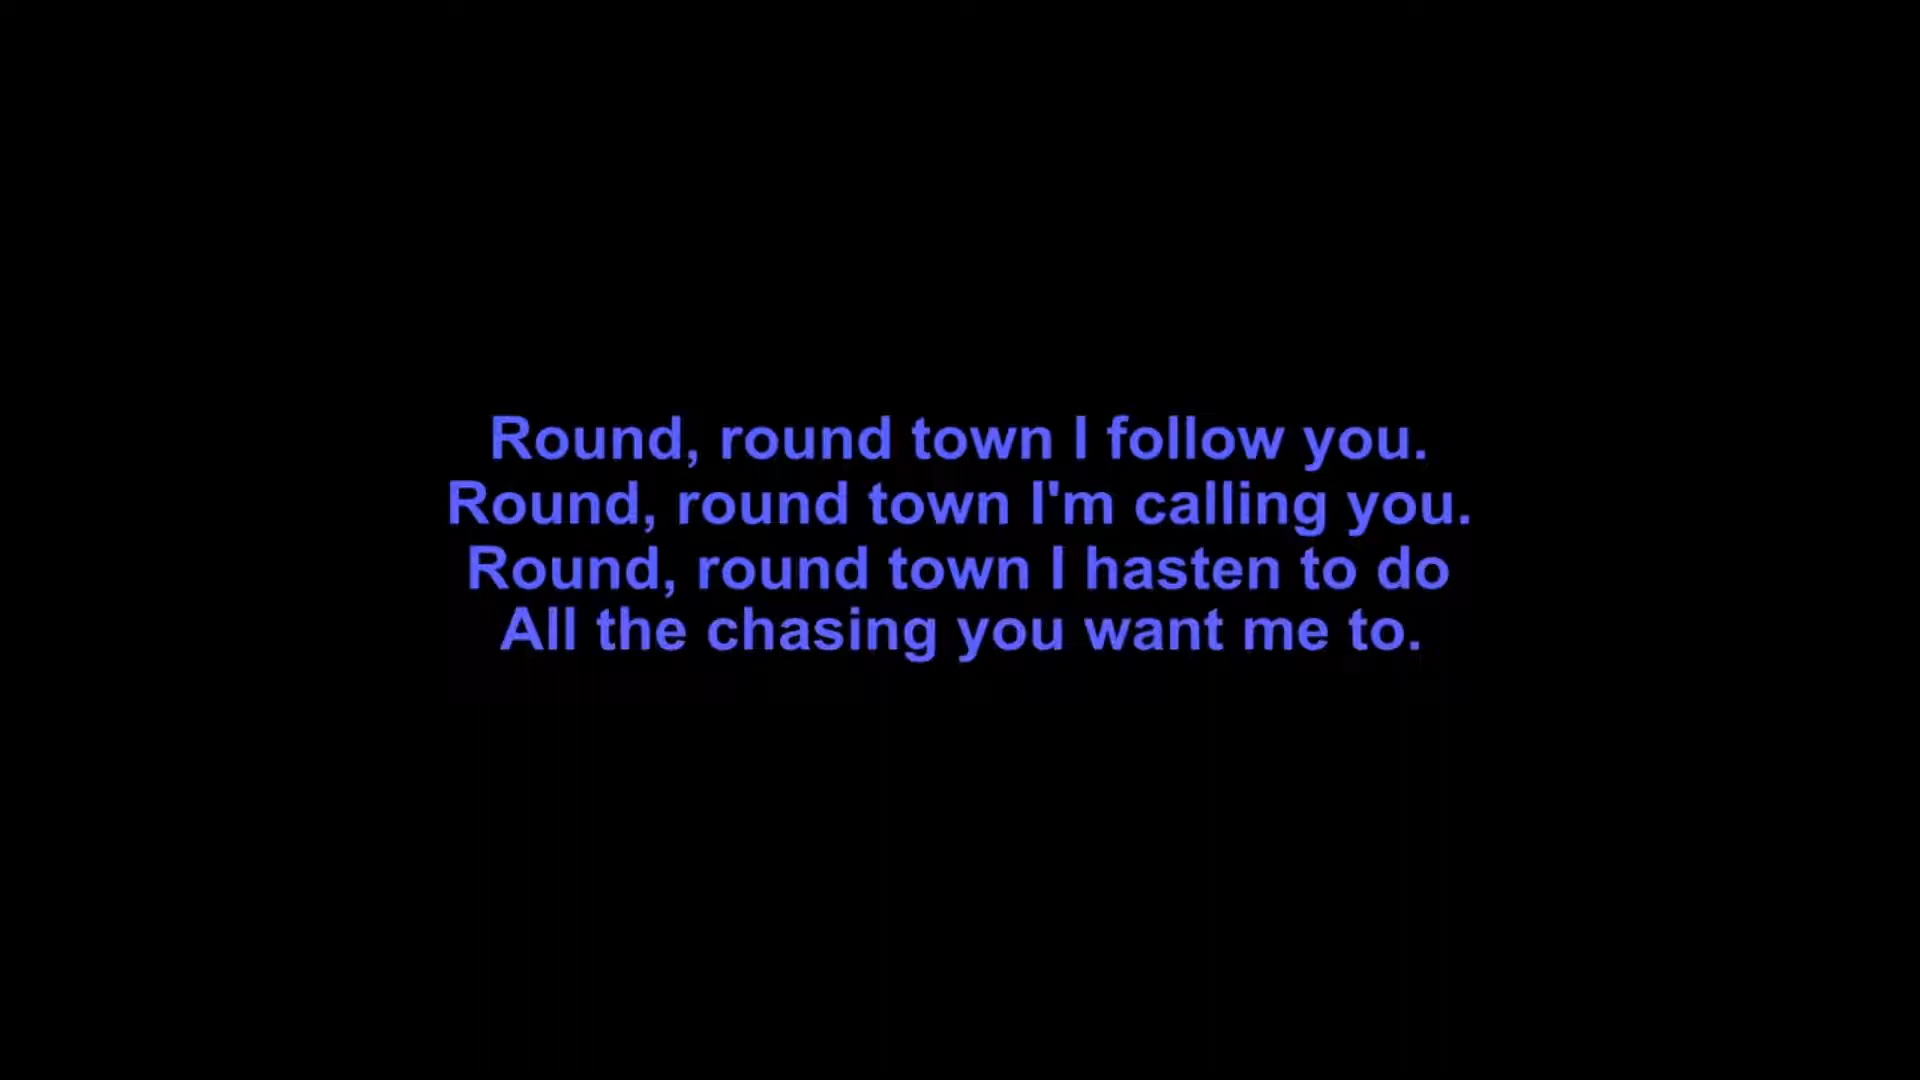 Round, round town I follow you.
Round, round town I'm calling you.
Round, round town I hasten to do
All the chasing you want me to.